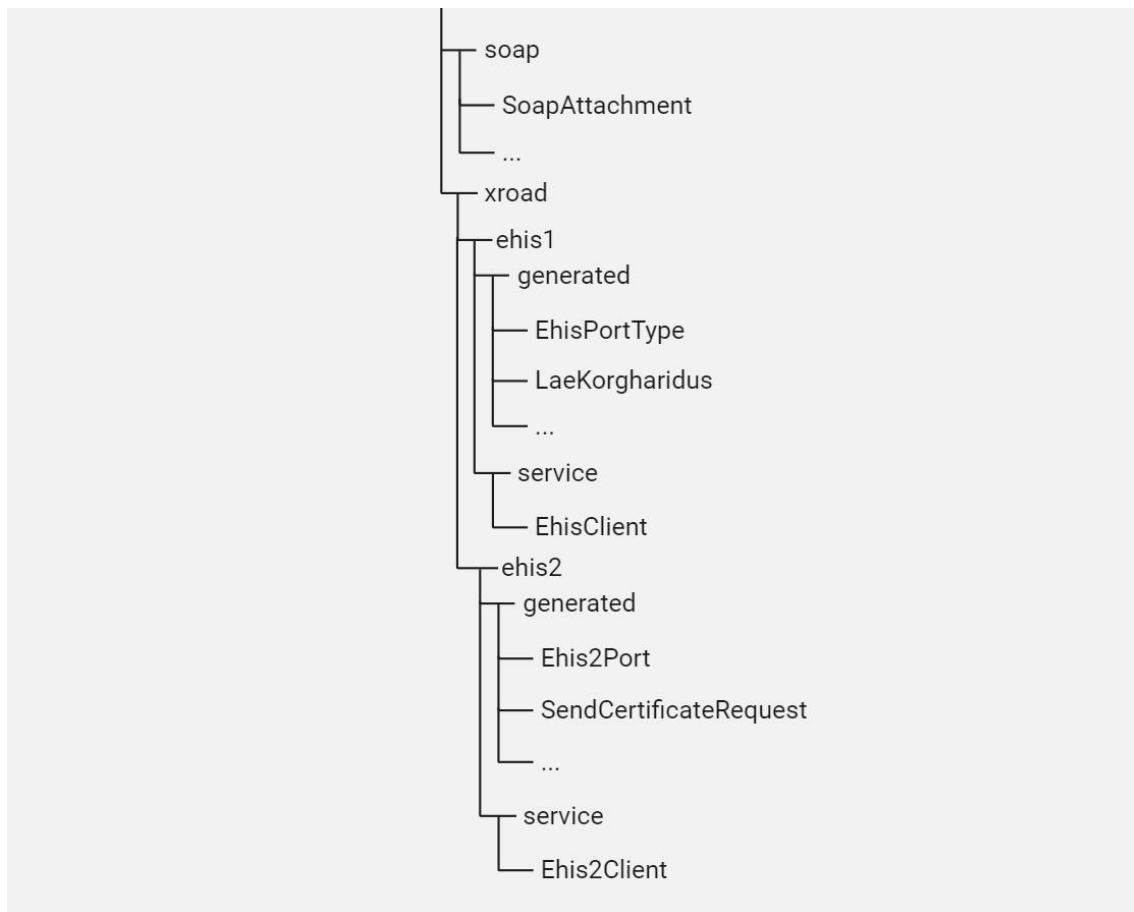 soap
SoapAttachment
...
xroad
ehis1
generated
EhisPortType
LaeKorgharidus
...
service
EhisClient
ehis2
generated
Ehis2Port
SendCertificateRequest
...
service
Ehis2Client